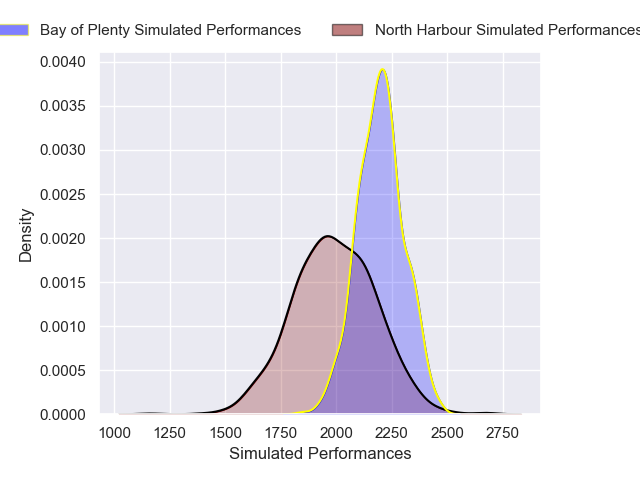 Bay of Plenty Simulated Performances
North Harbour Simulated Performances
0.0040
0.0035
0.0030
0.0025
0.0020
0.0015
0.0010
0.0005
0.0000
Density
1000 1250 1500 1750 2000 2250 2500 2750
Simulated Performances